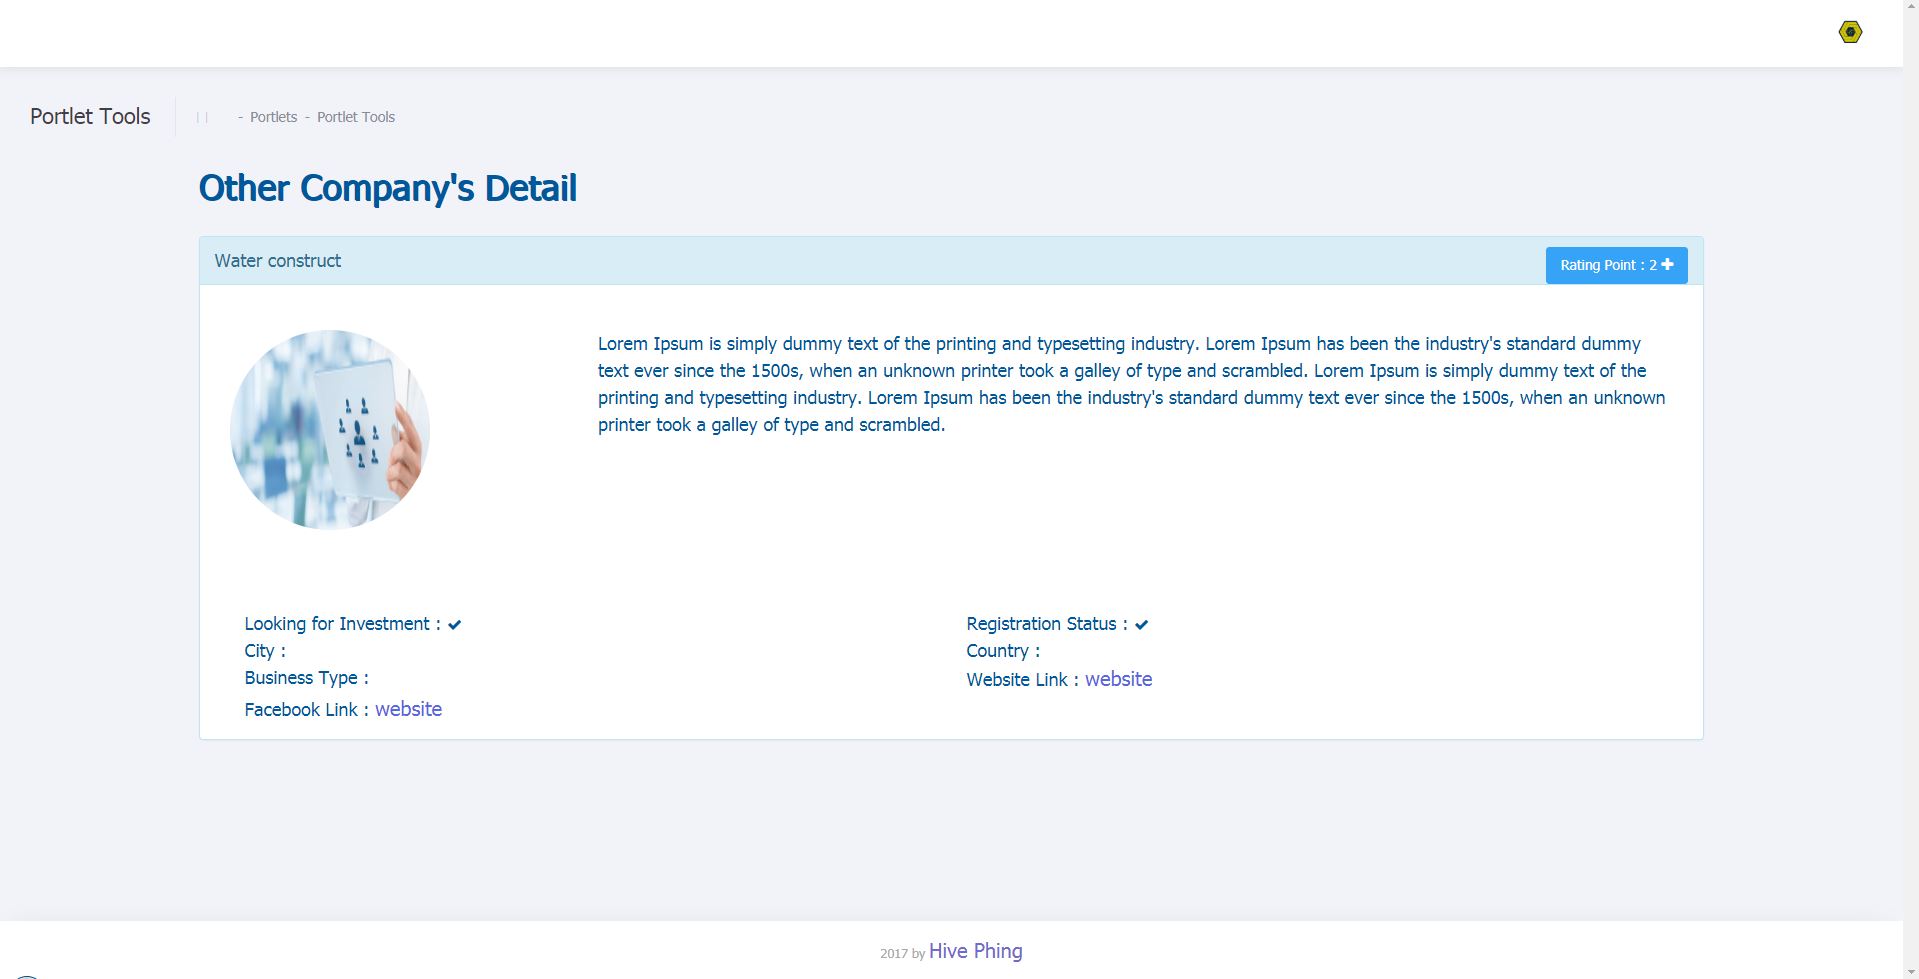 Portlet Tools
- Portlets - Portlet Tools
Other Company's Detail
Water construct
Rating Point : 2
Lorem Ipsum is simply dummy text of the printing and typesetting industry. Lorem Ipsum has been the industry's standard dummy
text ever since the 1500s, when an unknown printer took a galley of type and scrambled. Lorem Ipsum is simply dummy text of the
printing and typesetting industry. Lorem Ipsum has been the industry's standard dummy text ever since the 1500s, when an unknown
printer took a galley of type and scrambled.
Looking for Investment :
Registration Status :
City :
Country :
Business Type :
Website Link : website
Facebook Link : website
2017 by Hive Phing